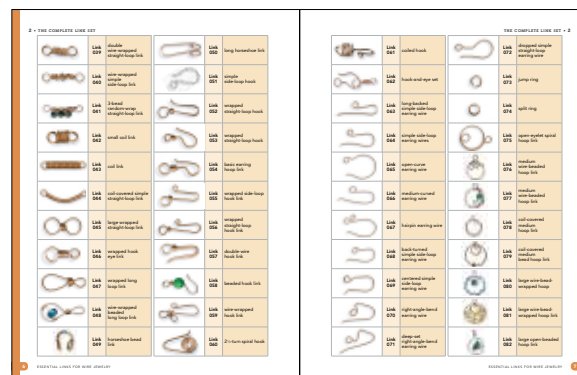 2 • THE COMPLETE LINK SET
Link
039
double
wire-wrapped
straight-loop link
Link
040
wire-wrapped
simple
side-loop link
Link
041
3-bead
random-wrap
straight-loop link
Link
042
small coil link
Link
043
coil link
Link
044
coil-covered simple
straight-loop link
Link
045
large wrapped
straight-loop link
Link
046
wrapped hook
eye link
Link
047
wrapped long
loop link
Link
048
wire-wrapped
beaded
long loop link
Link
049
horseshoe bead
link
Link
050
long horseshoe link
Link
051
simple
side-loop hook
Link
052
wrapped
straight-loop hook
Link
053
wrapped
straight-loop hook
Link
054
basic earring
hoop link
Link
055
wrapped side-loop
hook link
Link
056
wrapped
straight-loop
hook link
Link
057
double-wire
hook link
Link
058
beaded hook link
Link
059
wire-wrapped
hook link
Link
060
2½-turn spiral hook
ESSENTIAL LINKS FOR WIRE JEWELRY
THE COMPLETE LINK SET • 2
Link
061
coiled hook
Link
062
hook-and-eye set
Link
063
long-backed
simple side-loop
earring wire
Link
064
simple side-loop
earring wire
Link
065
open-curve
earring wire
Link
066
medium-curved
earring wire
Link
067
hairpin earring wire
Link
068
back-turned
simple side-loop
earring wire
Link
069
centered simple
side-loop
earring wire
Link
070
right-angle-bend
earring wire
Link
071
deep-set
right-angle-bend
earring wire
Link
072
dropped simple
straight-loop
earring wire
Link
073
jump ring
Link
074
split ring
Link
075
open-eyelet spiral
hoop link
Link
076
medium
wire-beaded
hoop link
Link
077
medium
wire-beaded
hoop link
Link
078
coil-covered
medium
hoop link
Link
079
coil-covered
medium
bead hoop link
Link
080
large wire-bead-
wrapped hoop
Link
081
large wire-bead-
wrapped hoop link
Link
082
large open-beaded
hoop link
ESSENTIAL LINKS FOR WIRE JEWELRY